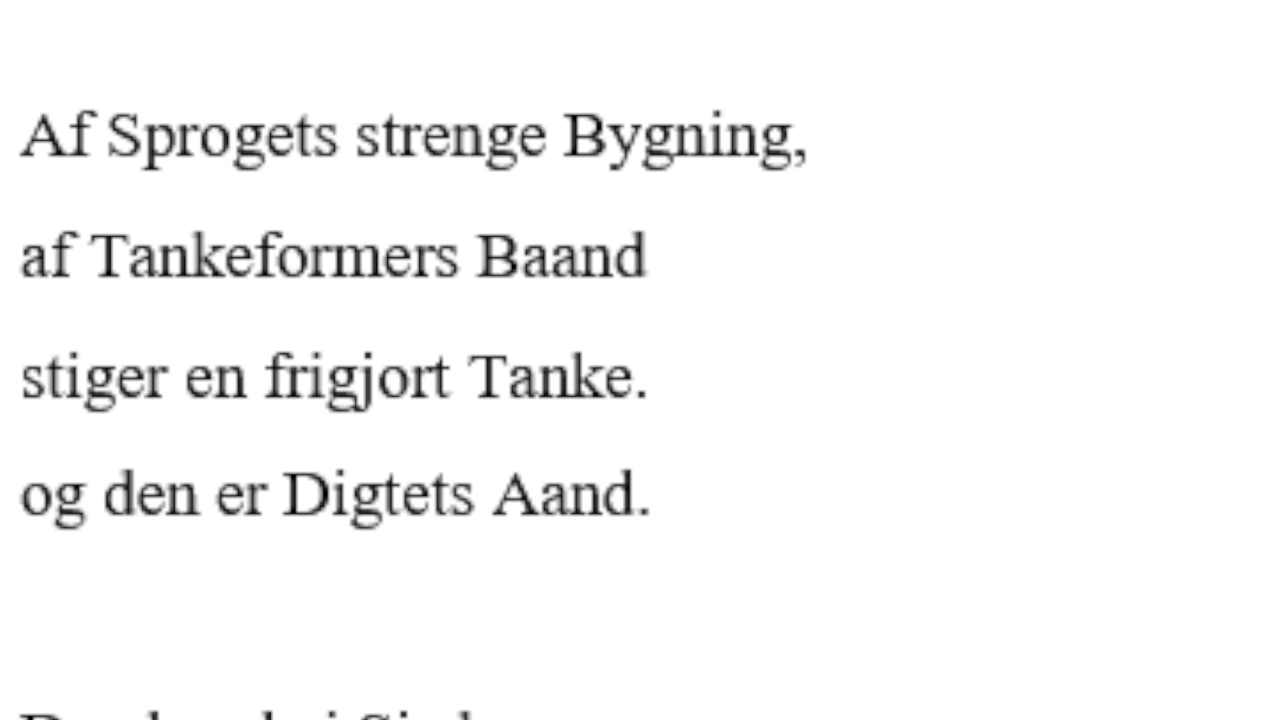 Af Sprogets strenge Bygning,
af Tankeformers Baand
stiger en frigjort Tanke.
og den er Digtets Aand.